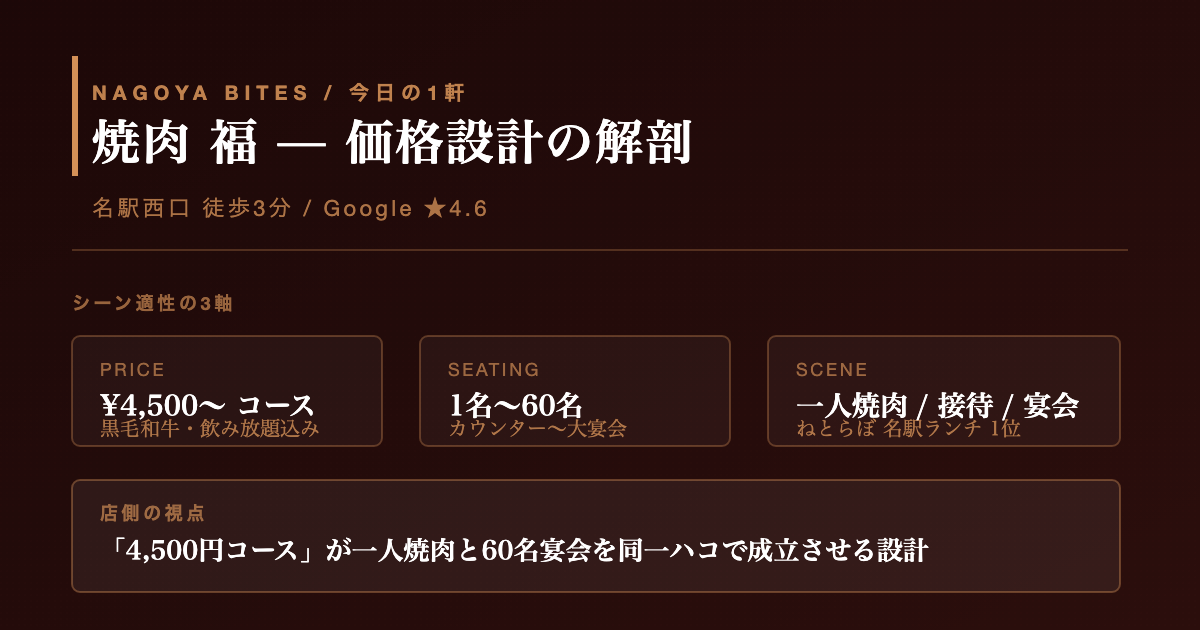 NAGOYA BITES / 今日の1軒
焼肉 福 — 価格設計の解剖
名駅西口 徒歩3分 / Google ★4.6
シーン適性の3軸
PRICE
¥4,500〜 コース
黒毛和牛・飲み放題込み
SEATING
1名〜60名
カウンター〜大宴会
SCENE
一人焼肉 / 接待 / 宴会
ねとらぼ 名駅ランチ 1位
店側の視点
「4,500円コース」が一人焼肉と60名宴会を同一ハコで成立させる設計